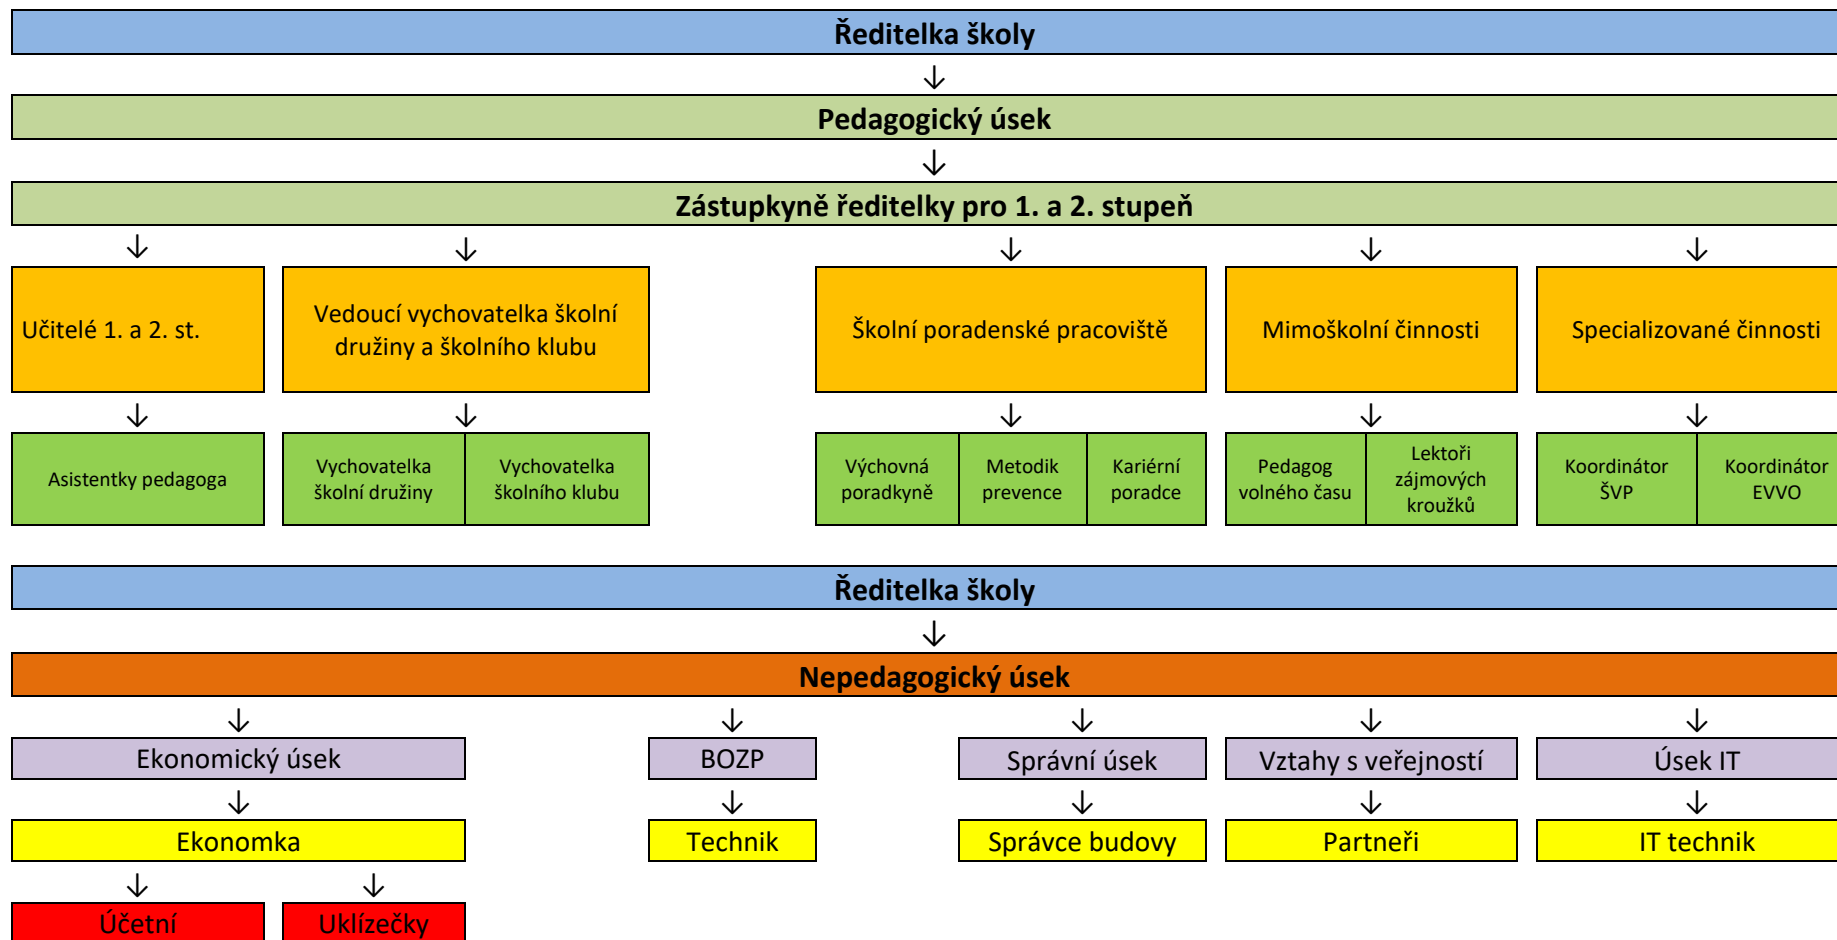 Ředitelka školy
↓
Pedagogický úsek
↓
Zástupkyně ředitelky pro 1. a 2. stupeň
↓ ↓ ↓ ↓ ↓
Učitelé 1. a 2. st.
Vedoucí vychovatelka školní
družiny a školního klubu
Školní poradenské pracoviště
Mimoškolní činnosti
Specializované činnosti
↓ ↓ ↓ ↓ ↓
Asistentky pedagoga
Vychovatelka
školní družiny
Vychovatelka
školního klubu
Výchovná
poradkyně
Metodik
prevence
Kariérní
poradce
Pedagog
volného času
Lektoři
zájmových
kroužků
Koordinátor
ŠVP
Koordinátor
EVVO
Ředitelka školy
↓
Nepedagogický úsek
↓ ↓ ↓ ↓ ↓
Ekonomický úsek
BOZP
Správní úsek
Vztahy s veřejností
Úsek IT
↓ ↓ ↓ ↓ ↓
Ekonomka
Technik
Správce budovy
Partneři
IT technik
↓ ↓
Účetní
Uklízečky